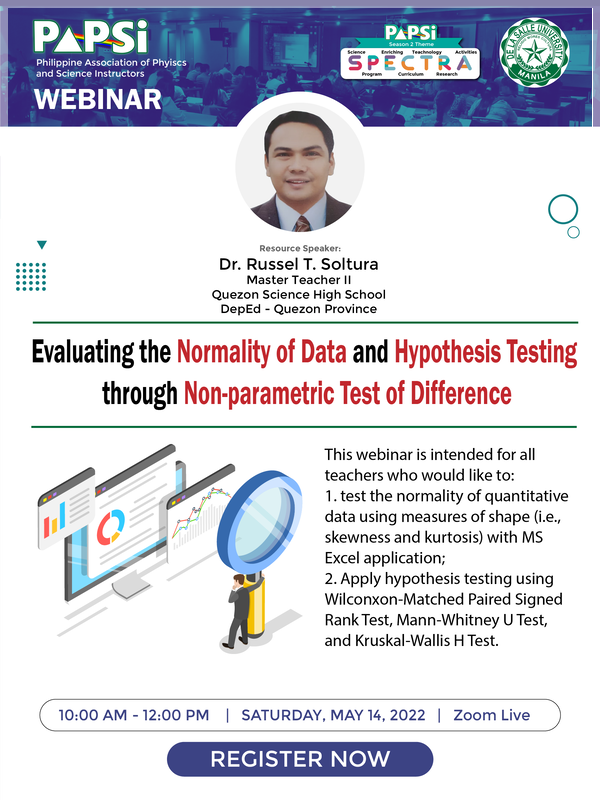 PAPSi
Philippine Association of Phyiscs
and Science Instructors
WEBINAR
PAPSi
Season 2 Theme
Science Enriching Technology Activities
SPECTRA
Program Curriculum Research
DE LA SALLE UNIVERSITY
MANILA
Resource Speaker:
Dr. Russel T. Soltura
Master Teacher II
Quezon Science High School
DepEd - Quezon Province
Evaluating the Normality of Data and Hypothesis Testing
through Non-parametric Test of Difference
This webinar is intended for all
teachers who would like to:
1. test the normality of quantitative
data using measures of shape (i.e.,
skewness and kurtosis) with MS
Excel application;
2. Apply hypothesis testing using
Wilconxon-Matched Paired Signed
Rank Test, Mann-Whitney U Test,
and Kruskal-Wallis H Test.
10:00 AM - 12:00 PM | SATURDAY, MAY 14, 2022 | Zoom Live
REGISTER NOW